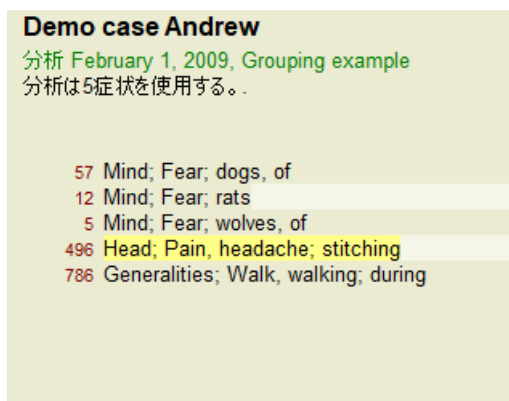 Demo case Andrew
分析 February 1, 2009, Grouping example
分析は5症状を使用する。.
57 Mind; Fear; dogs, of
12 Mind; Fear; rats
5 Mind; Fear; wolves, of
496 Head; Pain, headache; stitching
786 Generalities; Walk, walking; during